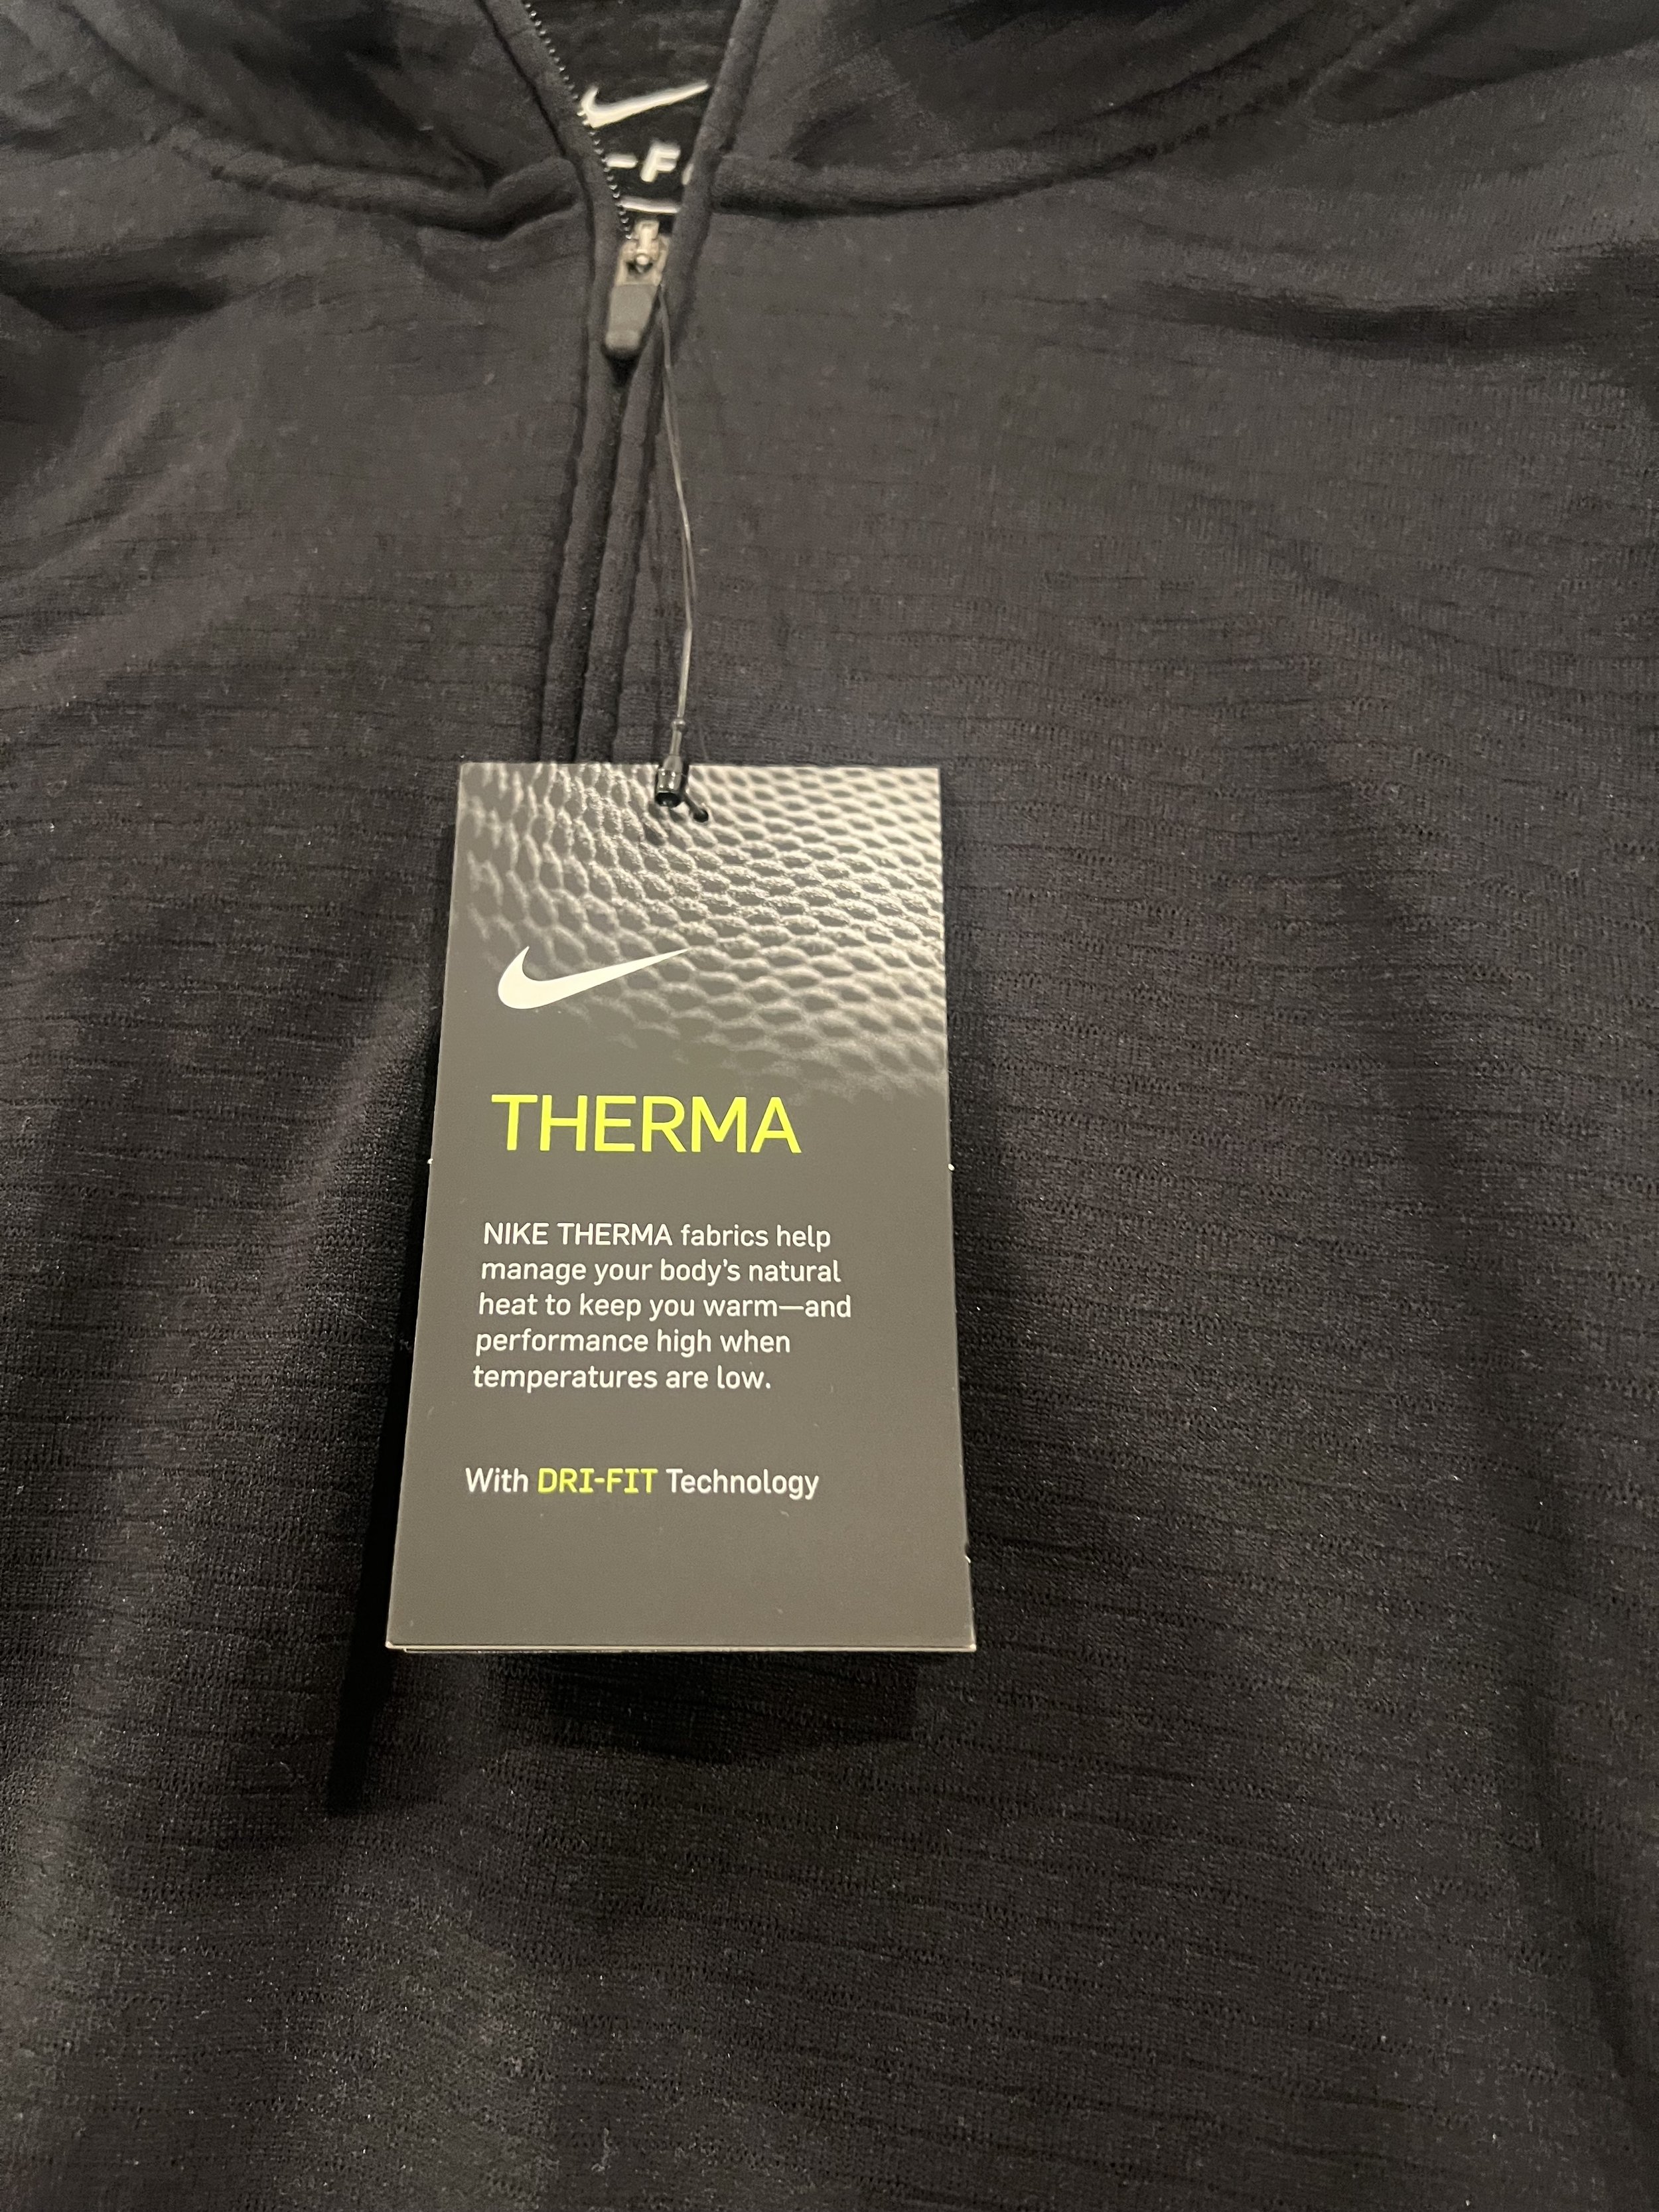 -F
THERMA
NIKE THERMA fabrics help
manage your body’s natural
heat to keep you warm—and
performance high when
temperatures are low.
With DRI-FIT Technology